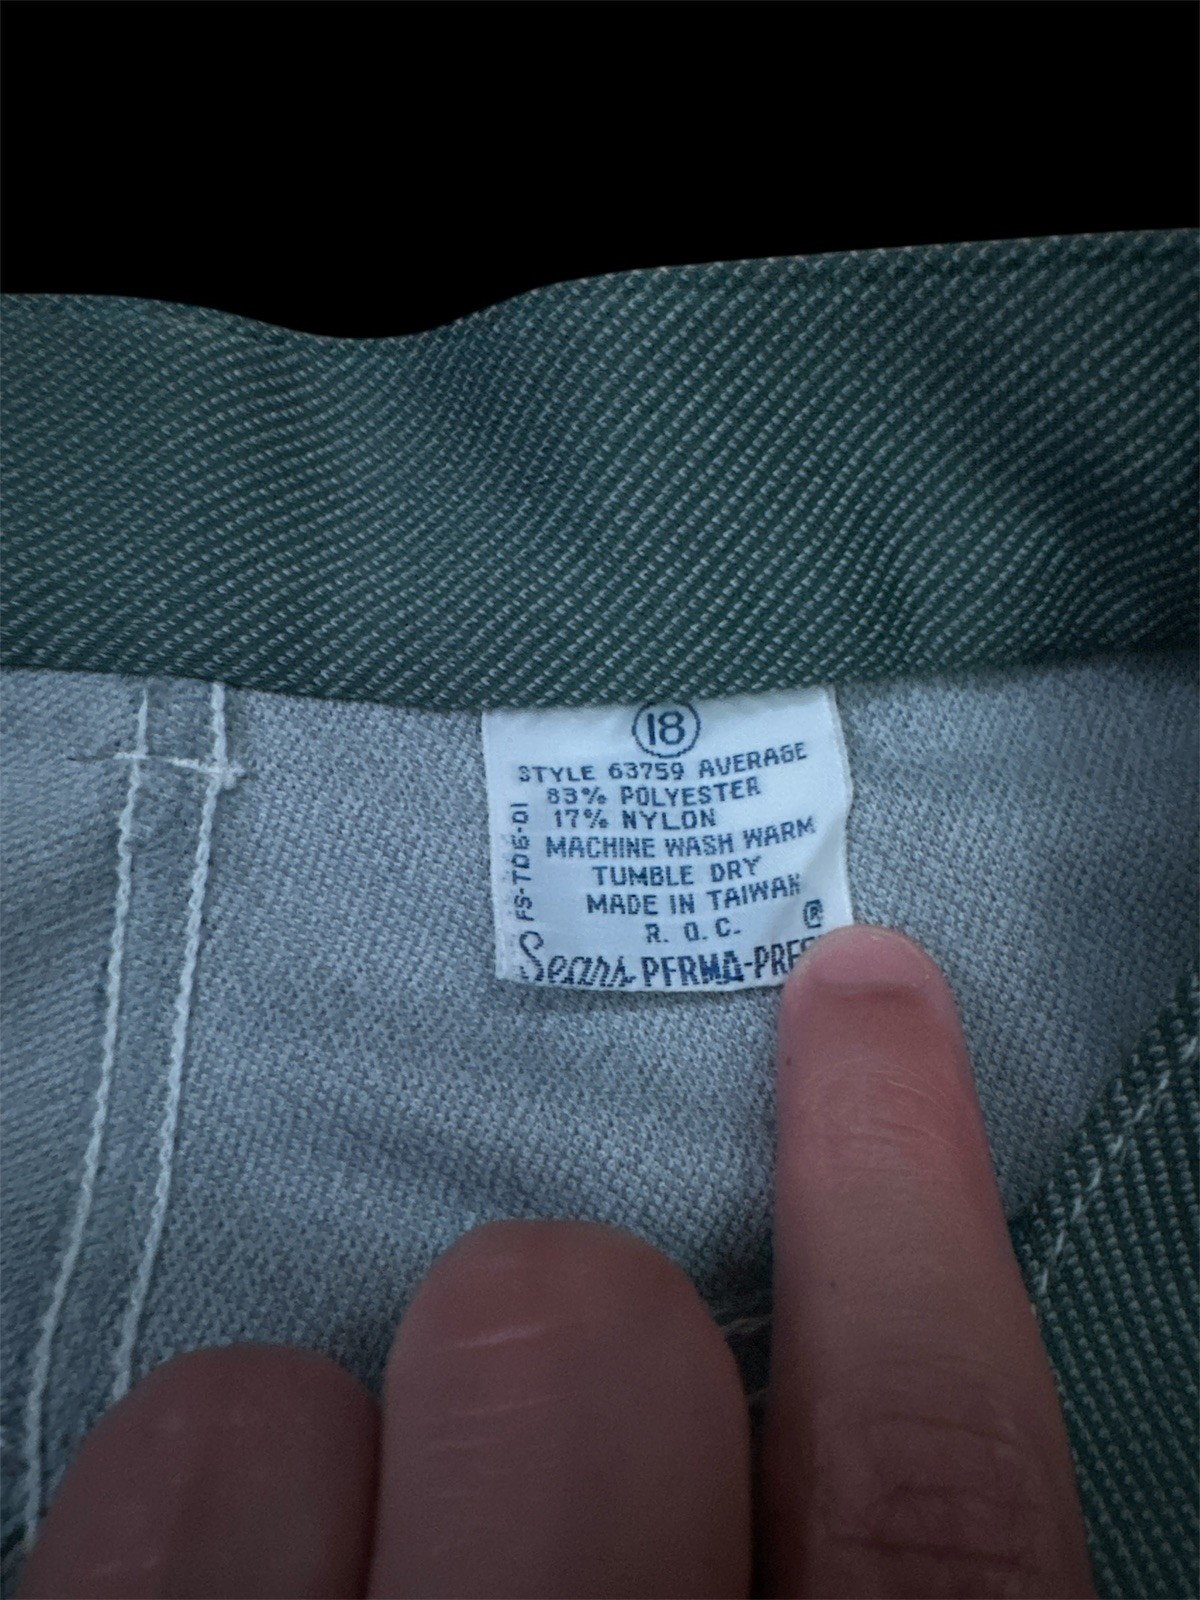 18
STYLE 63759 AVERAGE
83% POLYESTER
17% NYLON
MACHINE WASH WARM
TUMBLE DRY
MADE IN TAIWAN
R. O. C.
®
Sears PERMA-PRES
FS-TDE-01